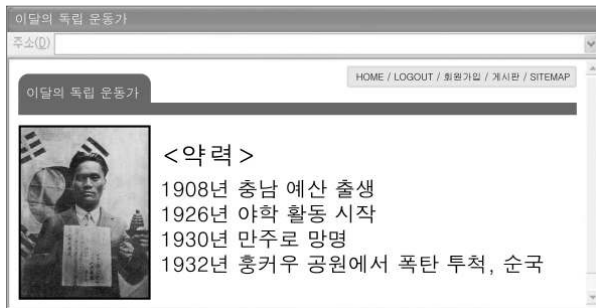 이달의 독립 운동가
주소(D)
HOME / LOGOUT / 회원가입 / 게시판 / SITEMAP
이달의 독립 운동가
<약력>
1908년 충남 예산 출생
1926년 야학 활동 시작
1930년 만주로 망명
1932년 훙커우 공원에서 폭탄 투척, 순국